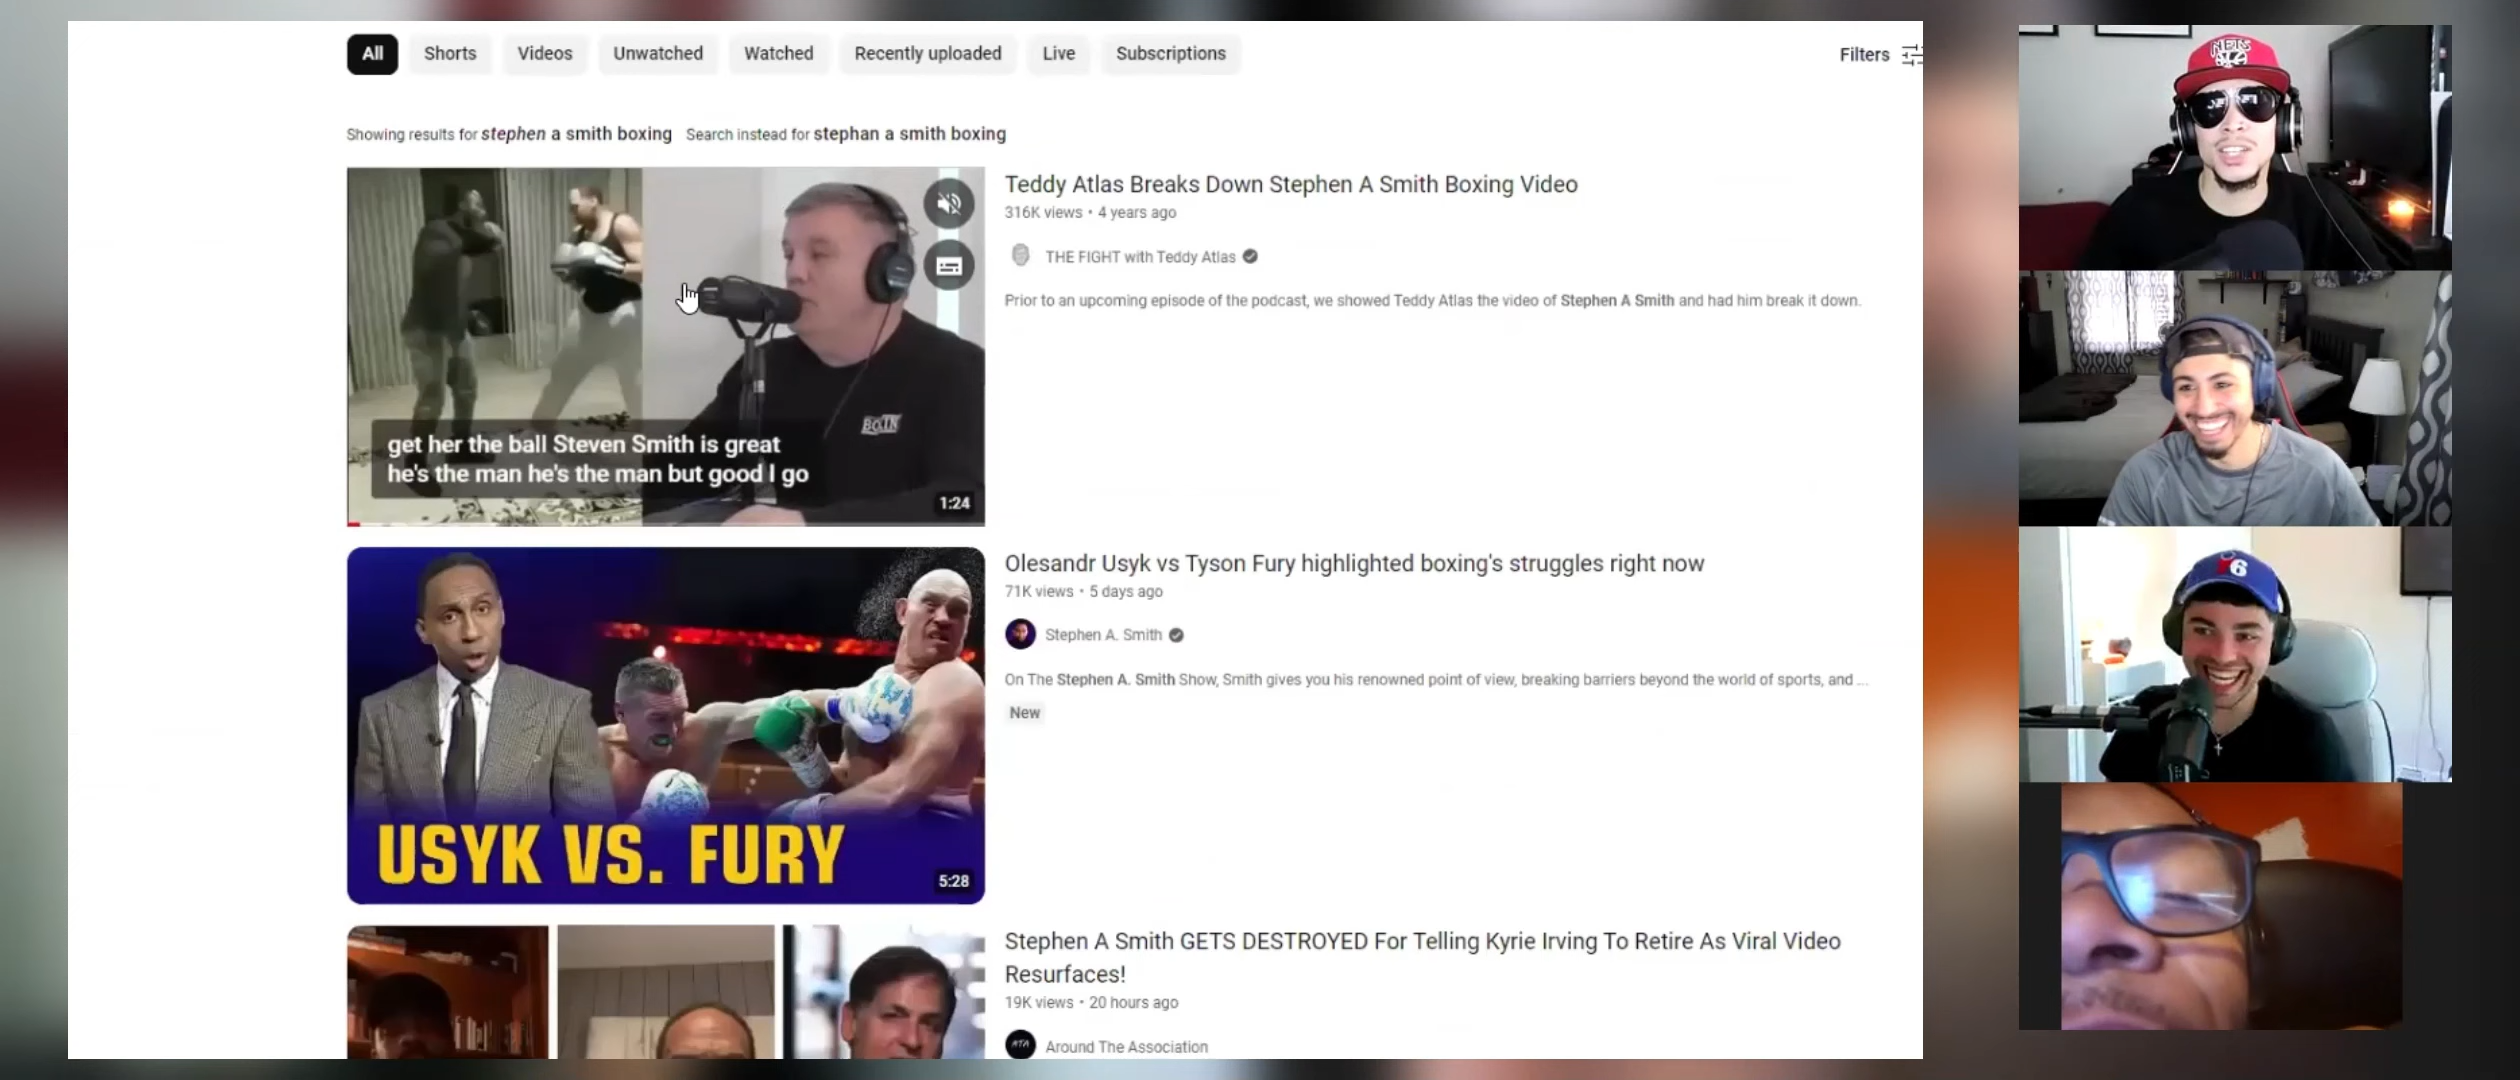 All
Shorts
Videos
Unwatched
Watched
Recently uploaded
Live
Subscriptions
Filters
Showing results for stephen a smith boxing Search instead for stephan a smith boxing
get her the ball Steven Smith is great
he's the man he's the man but good I go
1:24
Teddy Atlas Breaks Down Stephen A Smith Boxing Video
316K views • 4 years ago
THE FIGHT with Teddy Atlas
Prior to an upcoming episode of the podcast, we showed Teddy Atlas the video of Stephen A Smith and had him break it down.
USYK VS. FURY
5:28
Olesandr Usyk vs Tyson Fury highlighted boxing's struggles right now
71K views • 5 days ago
Stephen A. Smith
On The Stephen A. Smith Show, Smith gives you his renowned point of view, breaking barriers beyond the world of sports, and ...
New
Stephen A Smith GETS DESTROYED For Telling Kyrie Irving To Retire As Viral Video
Resurfaces!
19K views • 20 hours ago
Around The Association
NETS